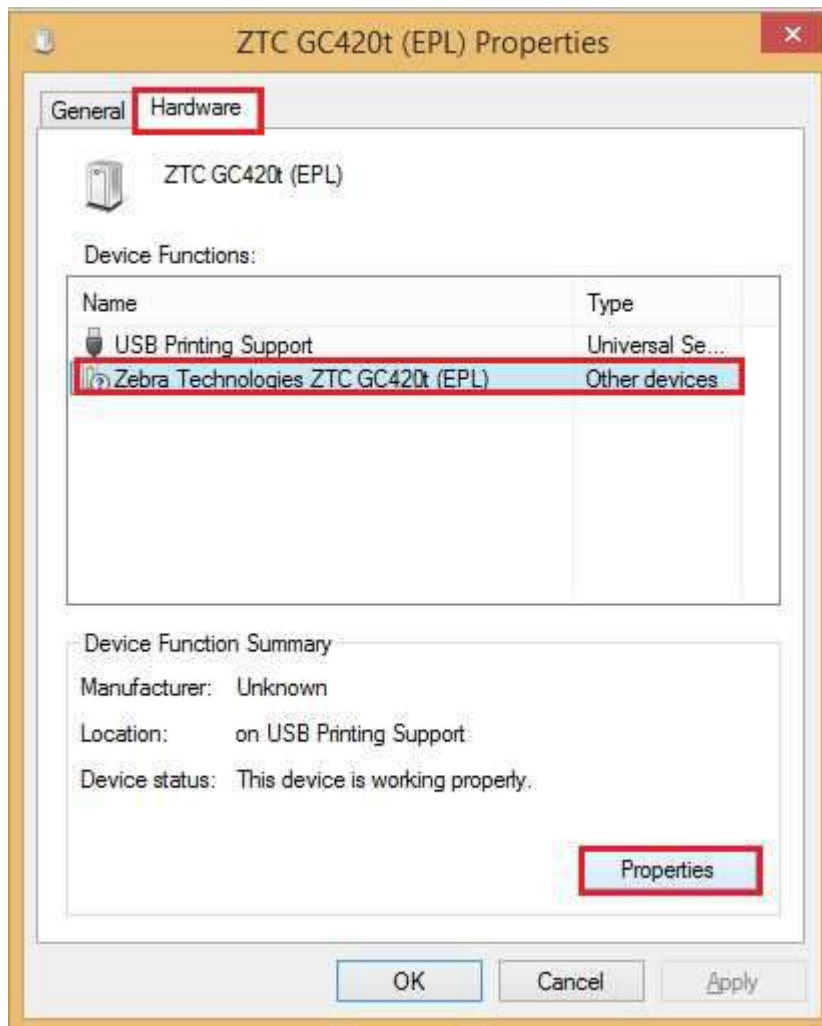 ZTC GC420t (EPL) Properties
General Hardware
ZTC GC420t (EPL)
Device Functions:
Name Type
USB Printing Support Universal Se...
Zebra Technologies ZTC GC420t (EPL) Other devices
Device Function Summary
Manufacturer: Unknown
Location: on USB Printing Support
Device status: This device is working properly.
Properties
OK Cancel Apply